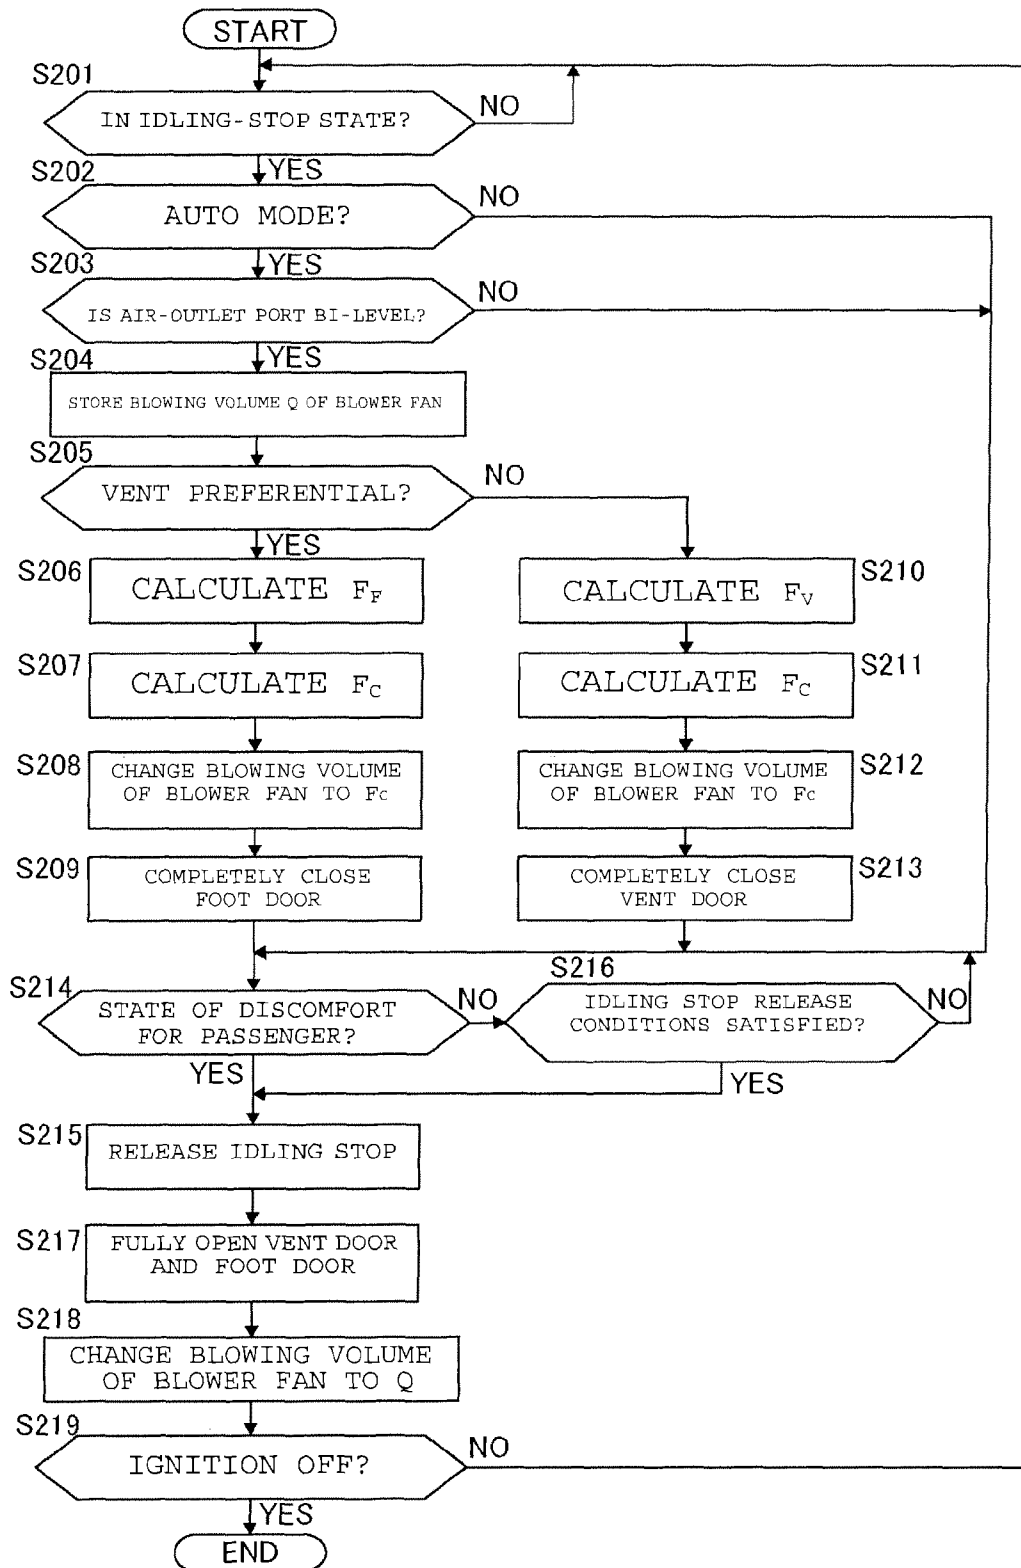 START
S201
IN IDLING-STOP STATE?
NO
YES
S202
AUTO MODE?
NO
YES
S203
IS AIR-OUTLET PORT BI-LEVEL?
NO
YES
S204
STORE BLOWING VOLUME Q OF BLOWER FAN
S205
VENT PREFERENTIAL?
NO
YES
S206
CALCULATE FF
S210
CALCULATE FV
S207
CALCULATE FC
S211
CALCULATE FC
S208
CHANGE BLOWING VOLUME
OF BLOWER FAN TO FC
S212
CHANGE BLOWING VOLUME
OF BLOWER FAN TO FC
S209
COMPLETELY CLOSE
FOOT DOOR
S213
COMPLETELY CLOSE
VENT DOOR
S214
STATE OF DISCOMFORT
FOR PASSENGER?
NO
YES
S216
IDLING STOP RELEASE
CONDITIONS SATISFIED?
NO
YES
S215
RELEASE IDLING STOP
S217
FULLY OPEN VENT DOOR
AND FOOT DOOR
S218
CHANGE BLOWING VOLUME
OF BLOWER FAN TO Q
S219
IGNITION OFF?
NO
YES
END